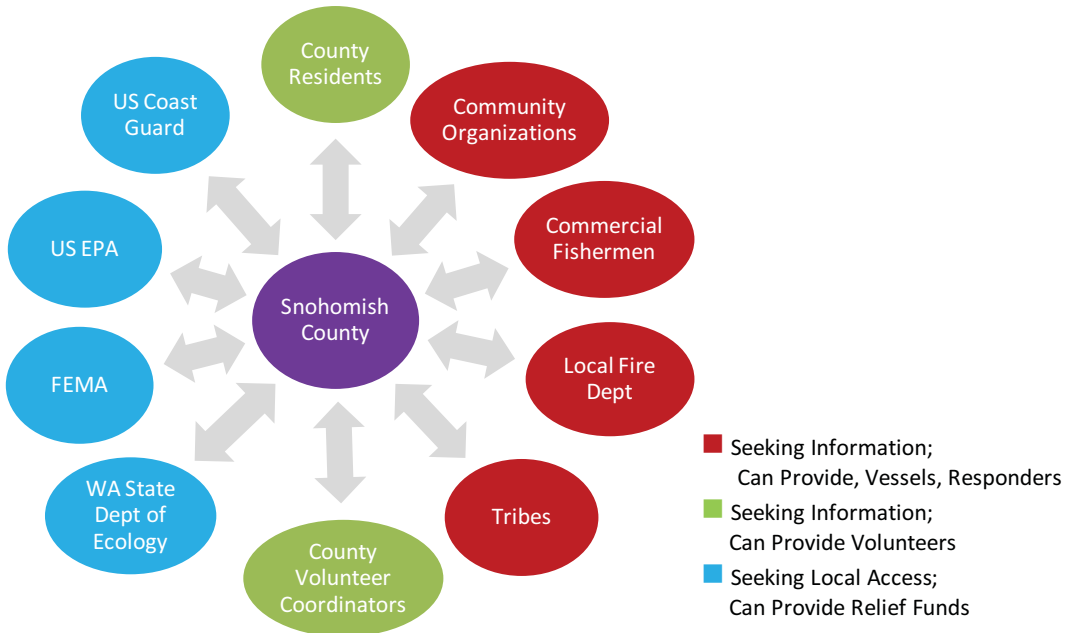 County
Residents
US Coast
Guard
Community
Organizations
US EPA
Commercial
Fishermen
Snohomish
County
FEMA
Local Fire
Dept
WA State
Dept of
Ecology
Tribes
County
Volunteer
Coordinators
Seeking Information;
Can Provide, Vessels, Responders
Seeking Information;
Can Provide Volunteers
Seeking Local Access;
Can Provide Relief Funds